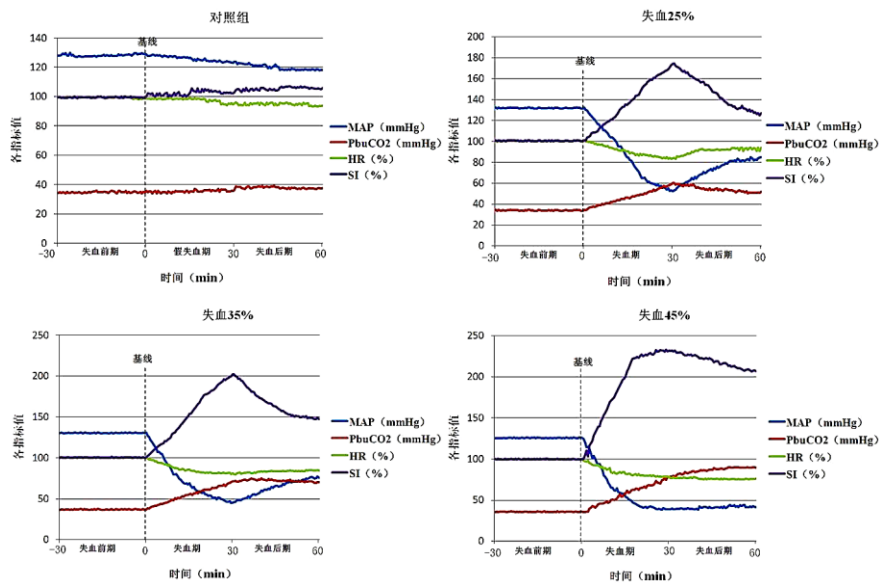 对照组
140
120
100
80
60
40
20
0
各指标值
基线
失血前期 假失血期 失血后期
-30 0 30 60
时间（min）
MAP（mmHg）
PbuCO2（mmHg）
HR（%）
SI（%）
失血25%
200
180
160
140
120
100
80
60
40
20
0
各指标值
基线
失血前期 失血期 失血后期
-30 0 30 60
时间（min）
MAP（mmHg）
PbuCO2（mmHg）
HR（%）
SI（%）
失血35%
250
200
150
100
50
0
各指标值
基线
失血前期 失血期 失血后期
-30 0 30 60
时间（min）
MAP（mmHg）
PbuCO2（mmHg）
HR（%）
SI（%）
失血45%
250
200
150
100
50
0
各指标值
基线
失血前期 失血期 失血后期
-30 0 30 60
时间（min）
MAP（mmHg）
PbuCO2（mmHg）
HR（%）
SI（%）